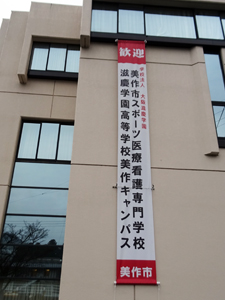 歓迎
学校法人 大阪滋慶学園
美作市スポーツ医療看護専門学校
滋慶学園高等学校美作キャンパス
美作市